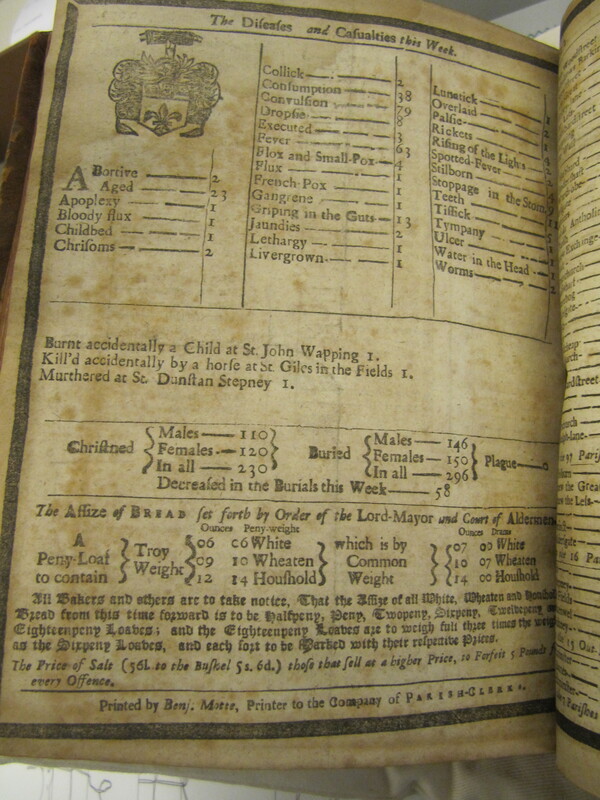 The Diseases and Casualties this Week.
ABortive — 2
Aged — 23
Apoplexy — 1
Bloody flux — 1
Childbed — 1
Chrisoms — 2
Collick — 2
Consumption — 38
Convulsion — 79
Dropsie — 8
Executed — 3
Fever — 63
Flox and Small-Pox — 4
Flux — 1
French-Pox — 1
Gangrene — 1
Griping in the Guts — 13
Jaundies — 2
Lethargy — 1
Livergrown — 1
Lunatick — 1
Overlaid
Palsie
Rickets
Rising of the Lights
Spotted-Fever
Stilborn
Stoppage in the Stom
Teeth
Tissick
Tympany
Ulcer
Water in the Head
Worms
Burnt accidentally a Child at St. John Wapping 1.
Kill'd accidentally by a horse at St. Giles in the Fields 1.
Murthered at St. Dunstan Stepney 1.
Christned { Males — 110 Females — 120 In all — 230 } Buried { Males — 146 Females — 150 In all — 296 } Plague — 0
Decreased in the Burials this Week — 58
The Assize of BREAD set forth by Order of the Lord-Mayor and Court of Aldermen
Ounces Peny-weight Ounces Drams
A Peny-Loaf to contain } Troy Weight { 06 06 White 09 10 Wheaten 12 14 Houshold } which is by Common Weight { 07 00 White 10 07 Wheaten 14 00 Houshold
All Bakers and others are to take notice, That the Assize of all White, Wheaten and Houshold
Bread from this time forward is to be Halfpeny, Peny, Twopeny, Sixpeny, Twelvepeny and
Eighteenpeny Loaves; and the Eighteenpeny Loaves are to weigh full three times the weight
as the Sixpeny Loaves, and each sort to be Marked with their respective Prices.
The Price of Salt (56l. to the Bushel 5s. 6d.) those that sell at a higher Price, to Forfeit 5 Pounds for
every Offence.
Printed by Benj. Motte, Printer to the Company of PARISH-CLERKS.